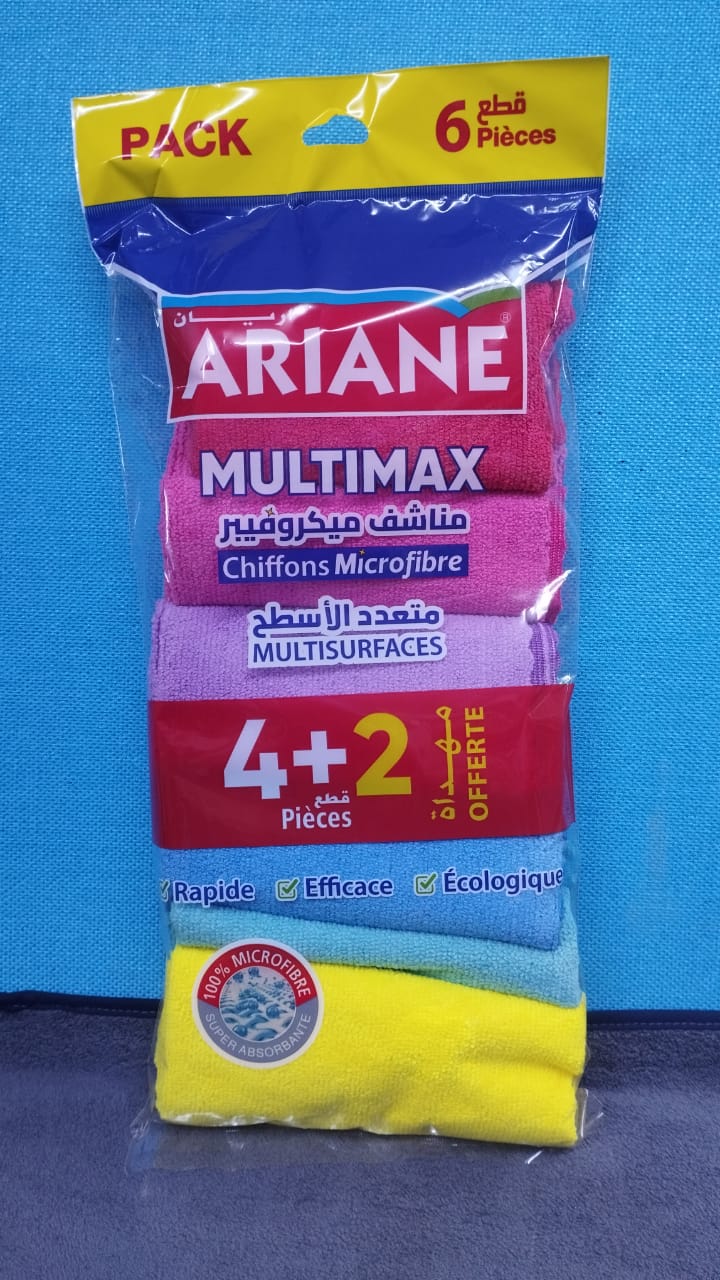 PACK
6 قطع
Pièces
أريــــان
ARIANE®
MULTIMAX
مناشف ميكروفيبر
Chiffons Microfibre
متعدد الأسطح
MULTISURFACES
4+2
قطع
Pièces
مهداة
OFFERTE
Rapide
Efficace
Écologique
100% MICROFIBRE
SUPER ABSORBANTE